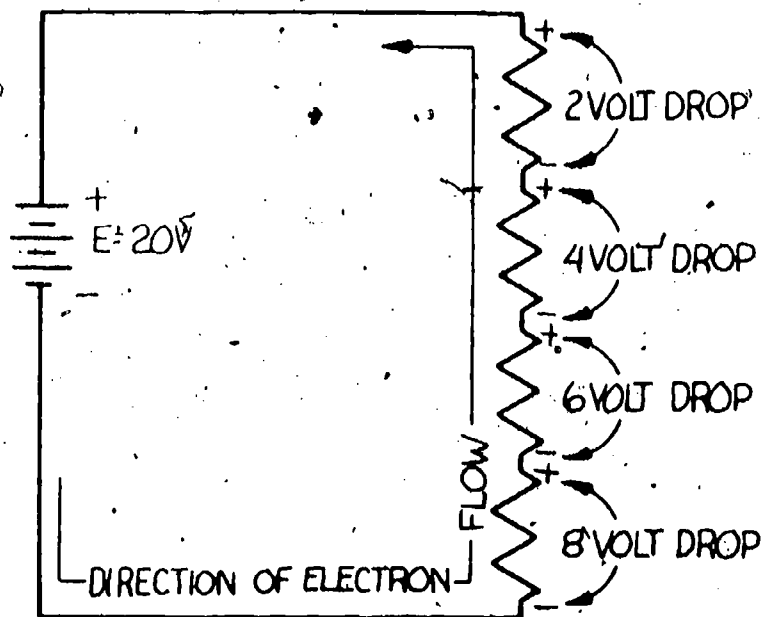 +
2 VOLT DROP
-
+
+
E = 20V
-
4 VOLT DROP
-
+
6 VOLT DROP
-
+
FLOW
8 VOLT DROP
-
DIRECTION OF ELECTRON